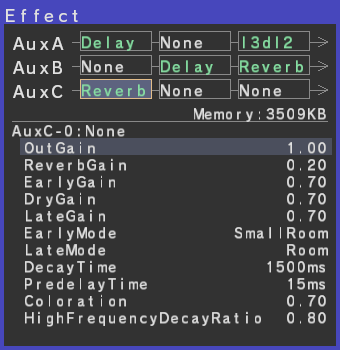 Effect
AuxA Delay None I3dl2
AuxB None Delay Reverb
AuxC Reverb None None
Memory:3509KB
AuxC-0:None
OutGain 1.00
ReverbGain 0.20
EarlyGain 0.70
DryGain 0.70
LateGain 0.70
EarlyMode SmallRoom
LateMode Room
DecayTime 1500ms
PredelayTime 15ms
Coloration 0.70
HighFrequencyDecayRatio 0.80